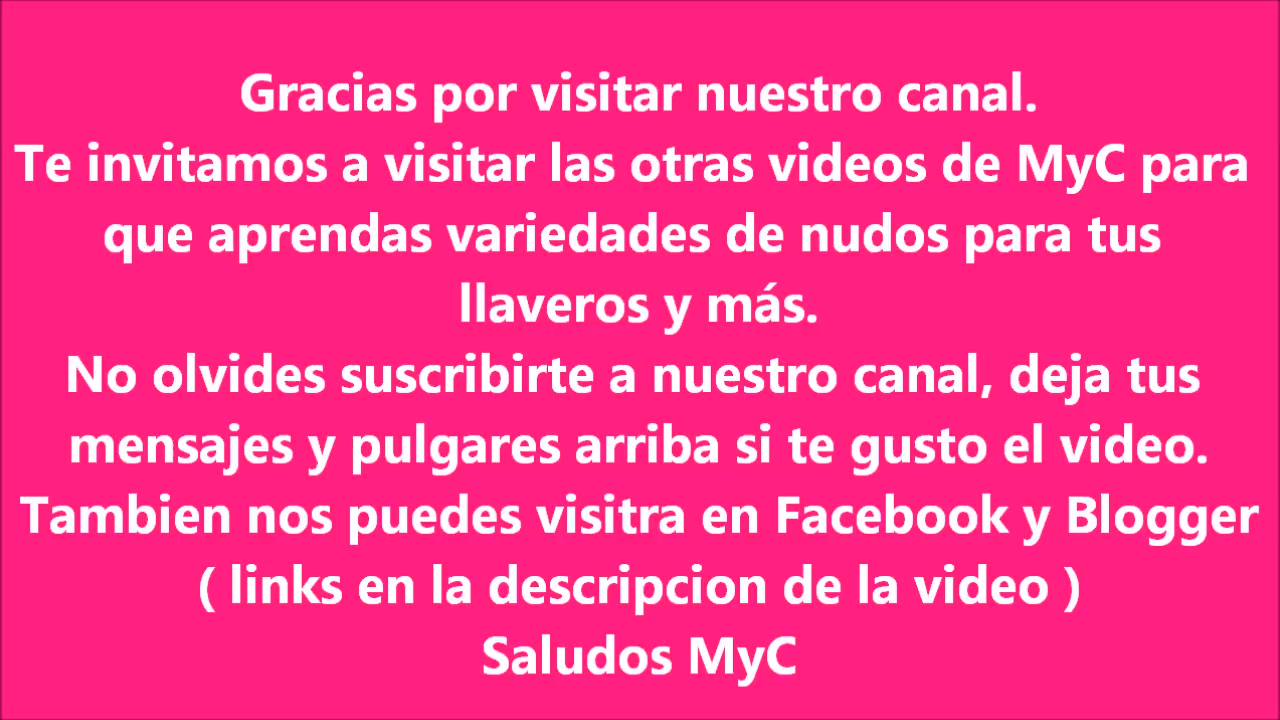 Gracias por visitar nuestro canal.
Te invitamos a visitar las otras videos de MyC para
que aprendas variedades de nudos para tus
llaveros y más.
No olvides suscribirte a nuestro canal, deja tus
mensajes y pulgares arriba si te gusto el video.
Tambien nos puedes visitra en Facebook y Blogger
( links en la descripcion de la video )
Saludos MyC